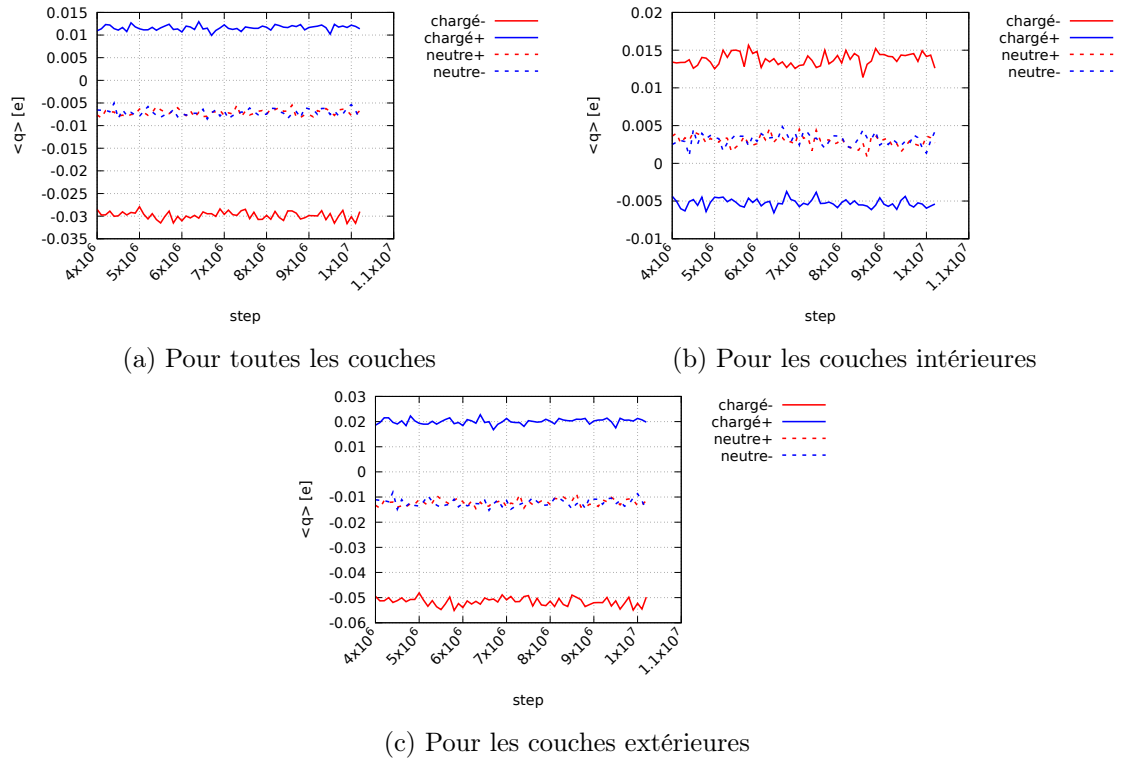 0.015
0.01
0.005
0
-0.005
-0.01
-0.015
-0.02
-0.025
-0.03
-0.035
<q> [e]
4x10⁶
5x10⁶
6x10⁶
7x10⁶
8x10⁶
9x10⁶
1x10⁷
1.1x10⁷
step
chargé-
chargé+
neutre+
neutre-
(a) Pour toutes les couches
0.02
0.015
0.01
0.005
0
-0.005
-0.01
<q> [e]
4x10⁶
5x10⁶
6x10⁶
7x10⁶
8x10⁶
9x10⁶
1x10⁷
1.1x10⁷
step
chargé-
chargé+
neutre+
neutre-
(b) Pour les couches intérieures
0.03
0.02
0.01
0
-0.01
-0.02
-0.03
-0.04
-0.05
-0.06
<q> [e]
4x10⁶
5x10⁶
6x10⁶
7x10⁶
8x10⁶
9x10⁶
1x10⁷
1.1x10⁷
step
chargé-
chargé+
neutre+
neutre-
(c) Pour les couches extérieures